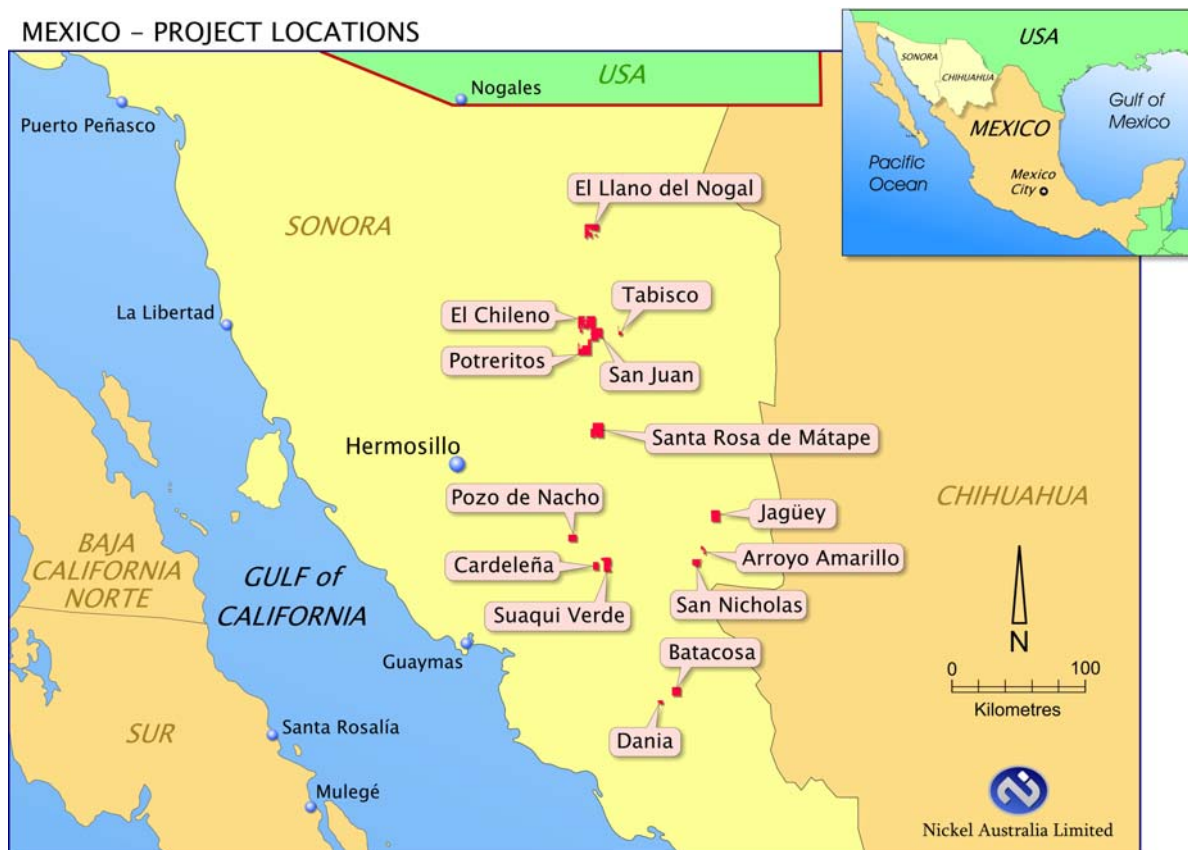 MEXICO – PROJECT LOCATIONS
USA
SONORA
CHIHUAHUA
Gulf of
Mexico
MEXICO
Pacific
Ocean
Mexico
City
USA
Nogales
Puerto Peñasco
El Llano del Nogal
SONORA
La Libertad
El Chileno
Tabisco
Potreritos
San Juan
Hermosillo
Santa Rosa de Mátape
Pozo de Nacho
Jagüey
CHIHUAHUA
Cardeleña
Arroyo Amarillo
Suaqui Verde
San Nicholas
BAJA
CALIFORNIA
NORTE
GULF of
CALIFORNIA
Guaymas
Batacosa
N
0 100
Kilometres
SUR
Santa Rosalía
Dania
Mulegé
Nickel Australia Limited